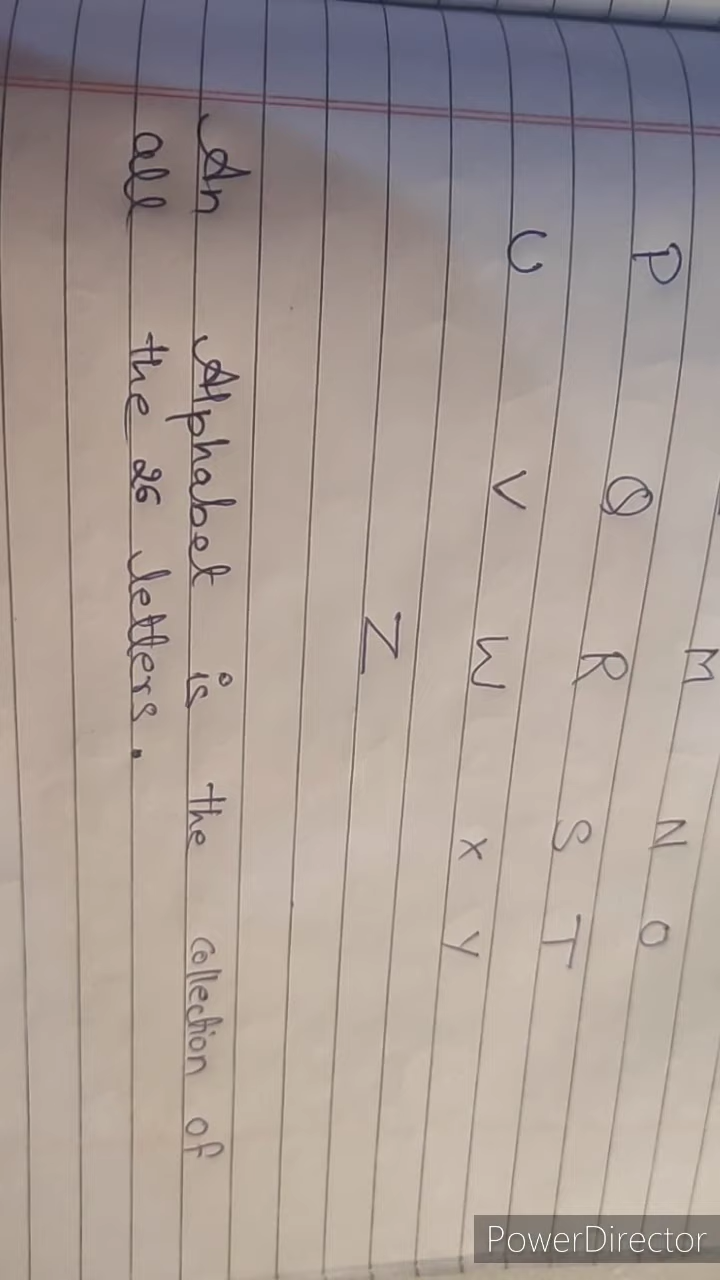 M N O
P Q R S T
U V W X Y
Z
An Alphabet is the collection of
all the 26 letters.
PowerDirector